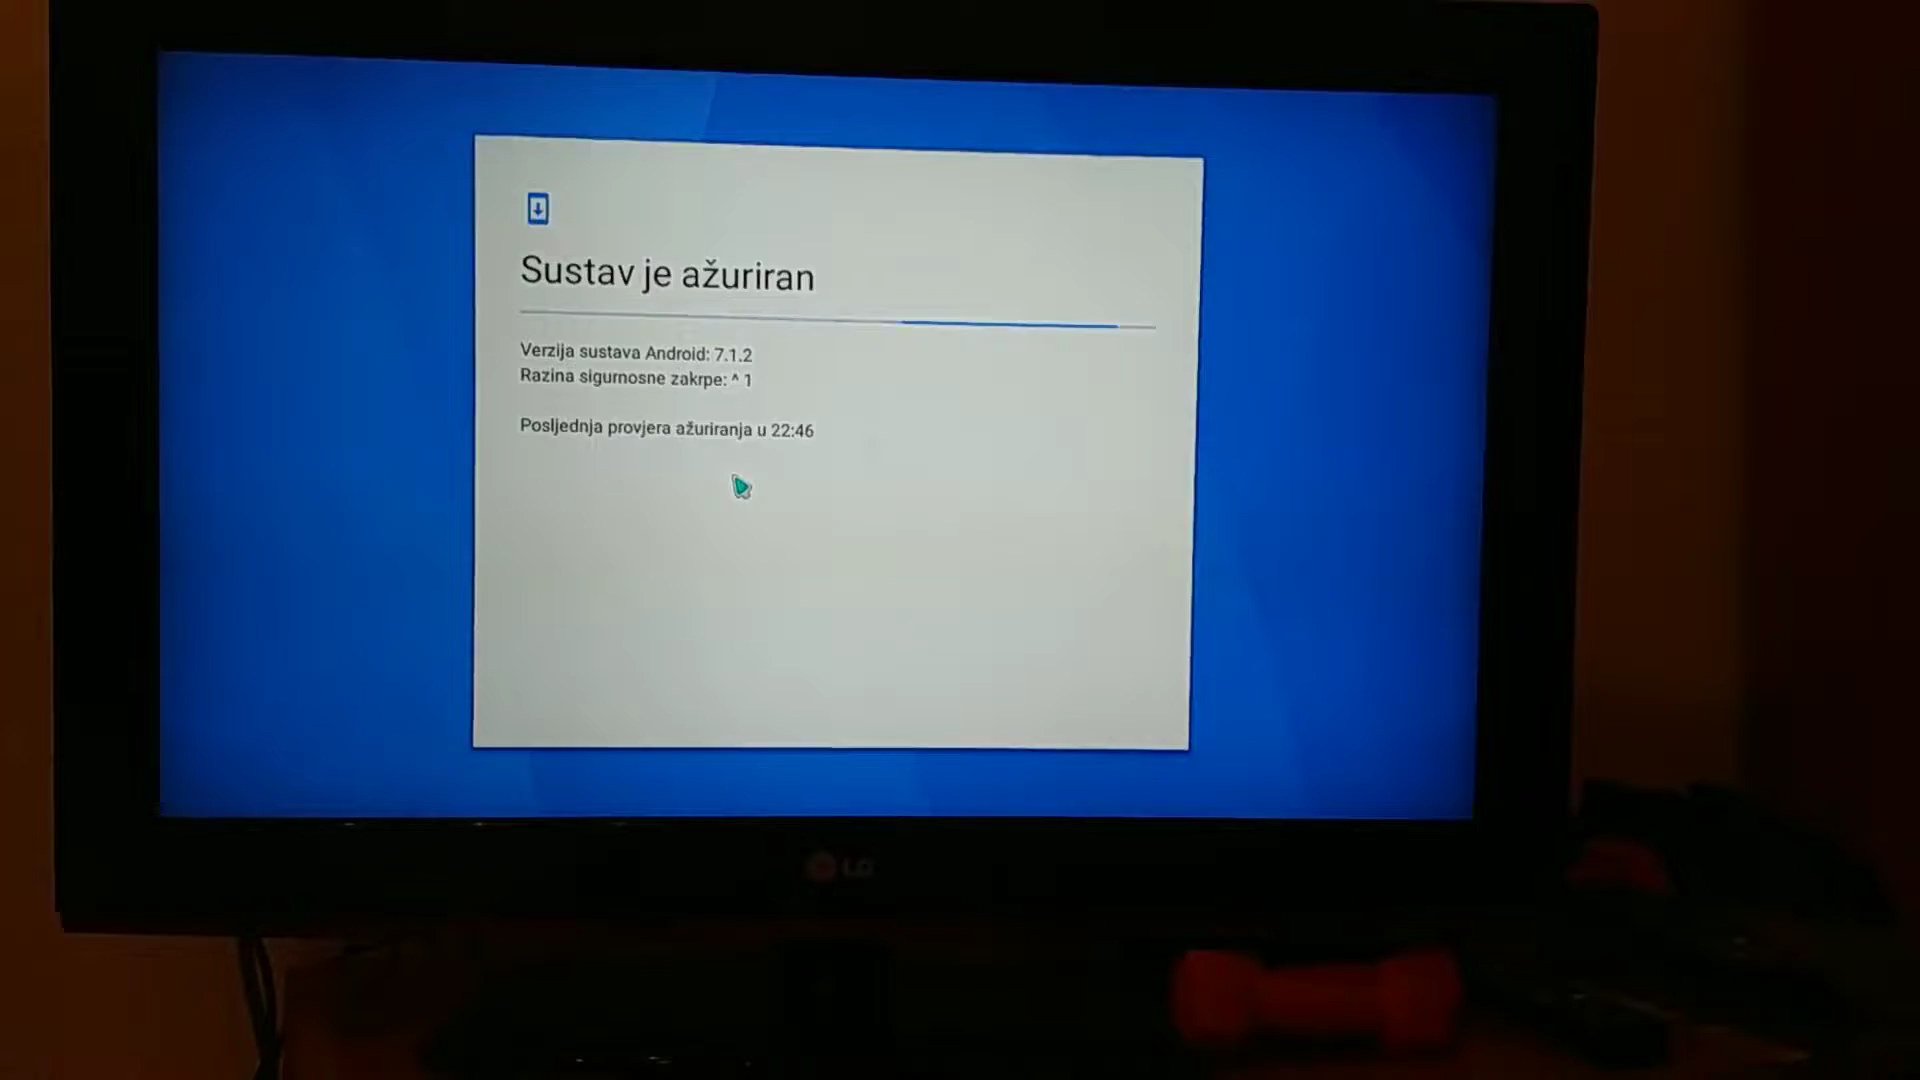 Sustav je ažuriran
Verzija sustava Android: 7.1.2
Razina sigurnosne zakrpe: ^ 1
Posljednja provjera ažuriranja u 22:46
LG